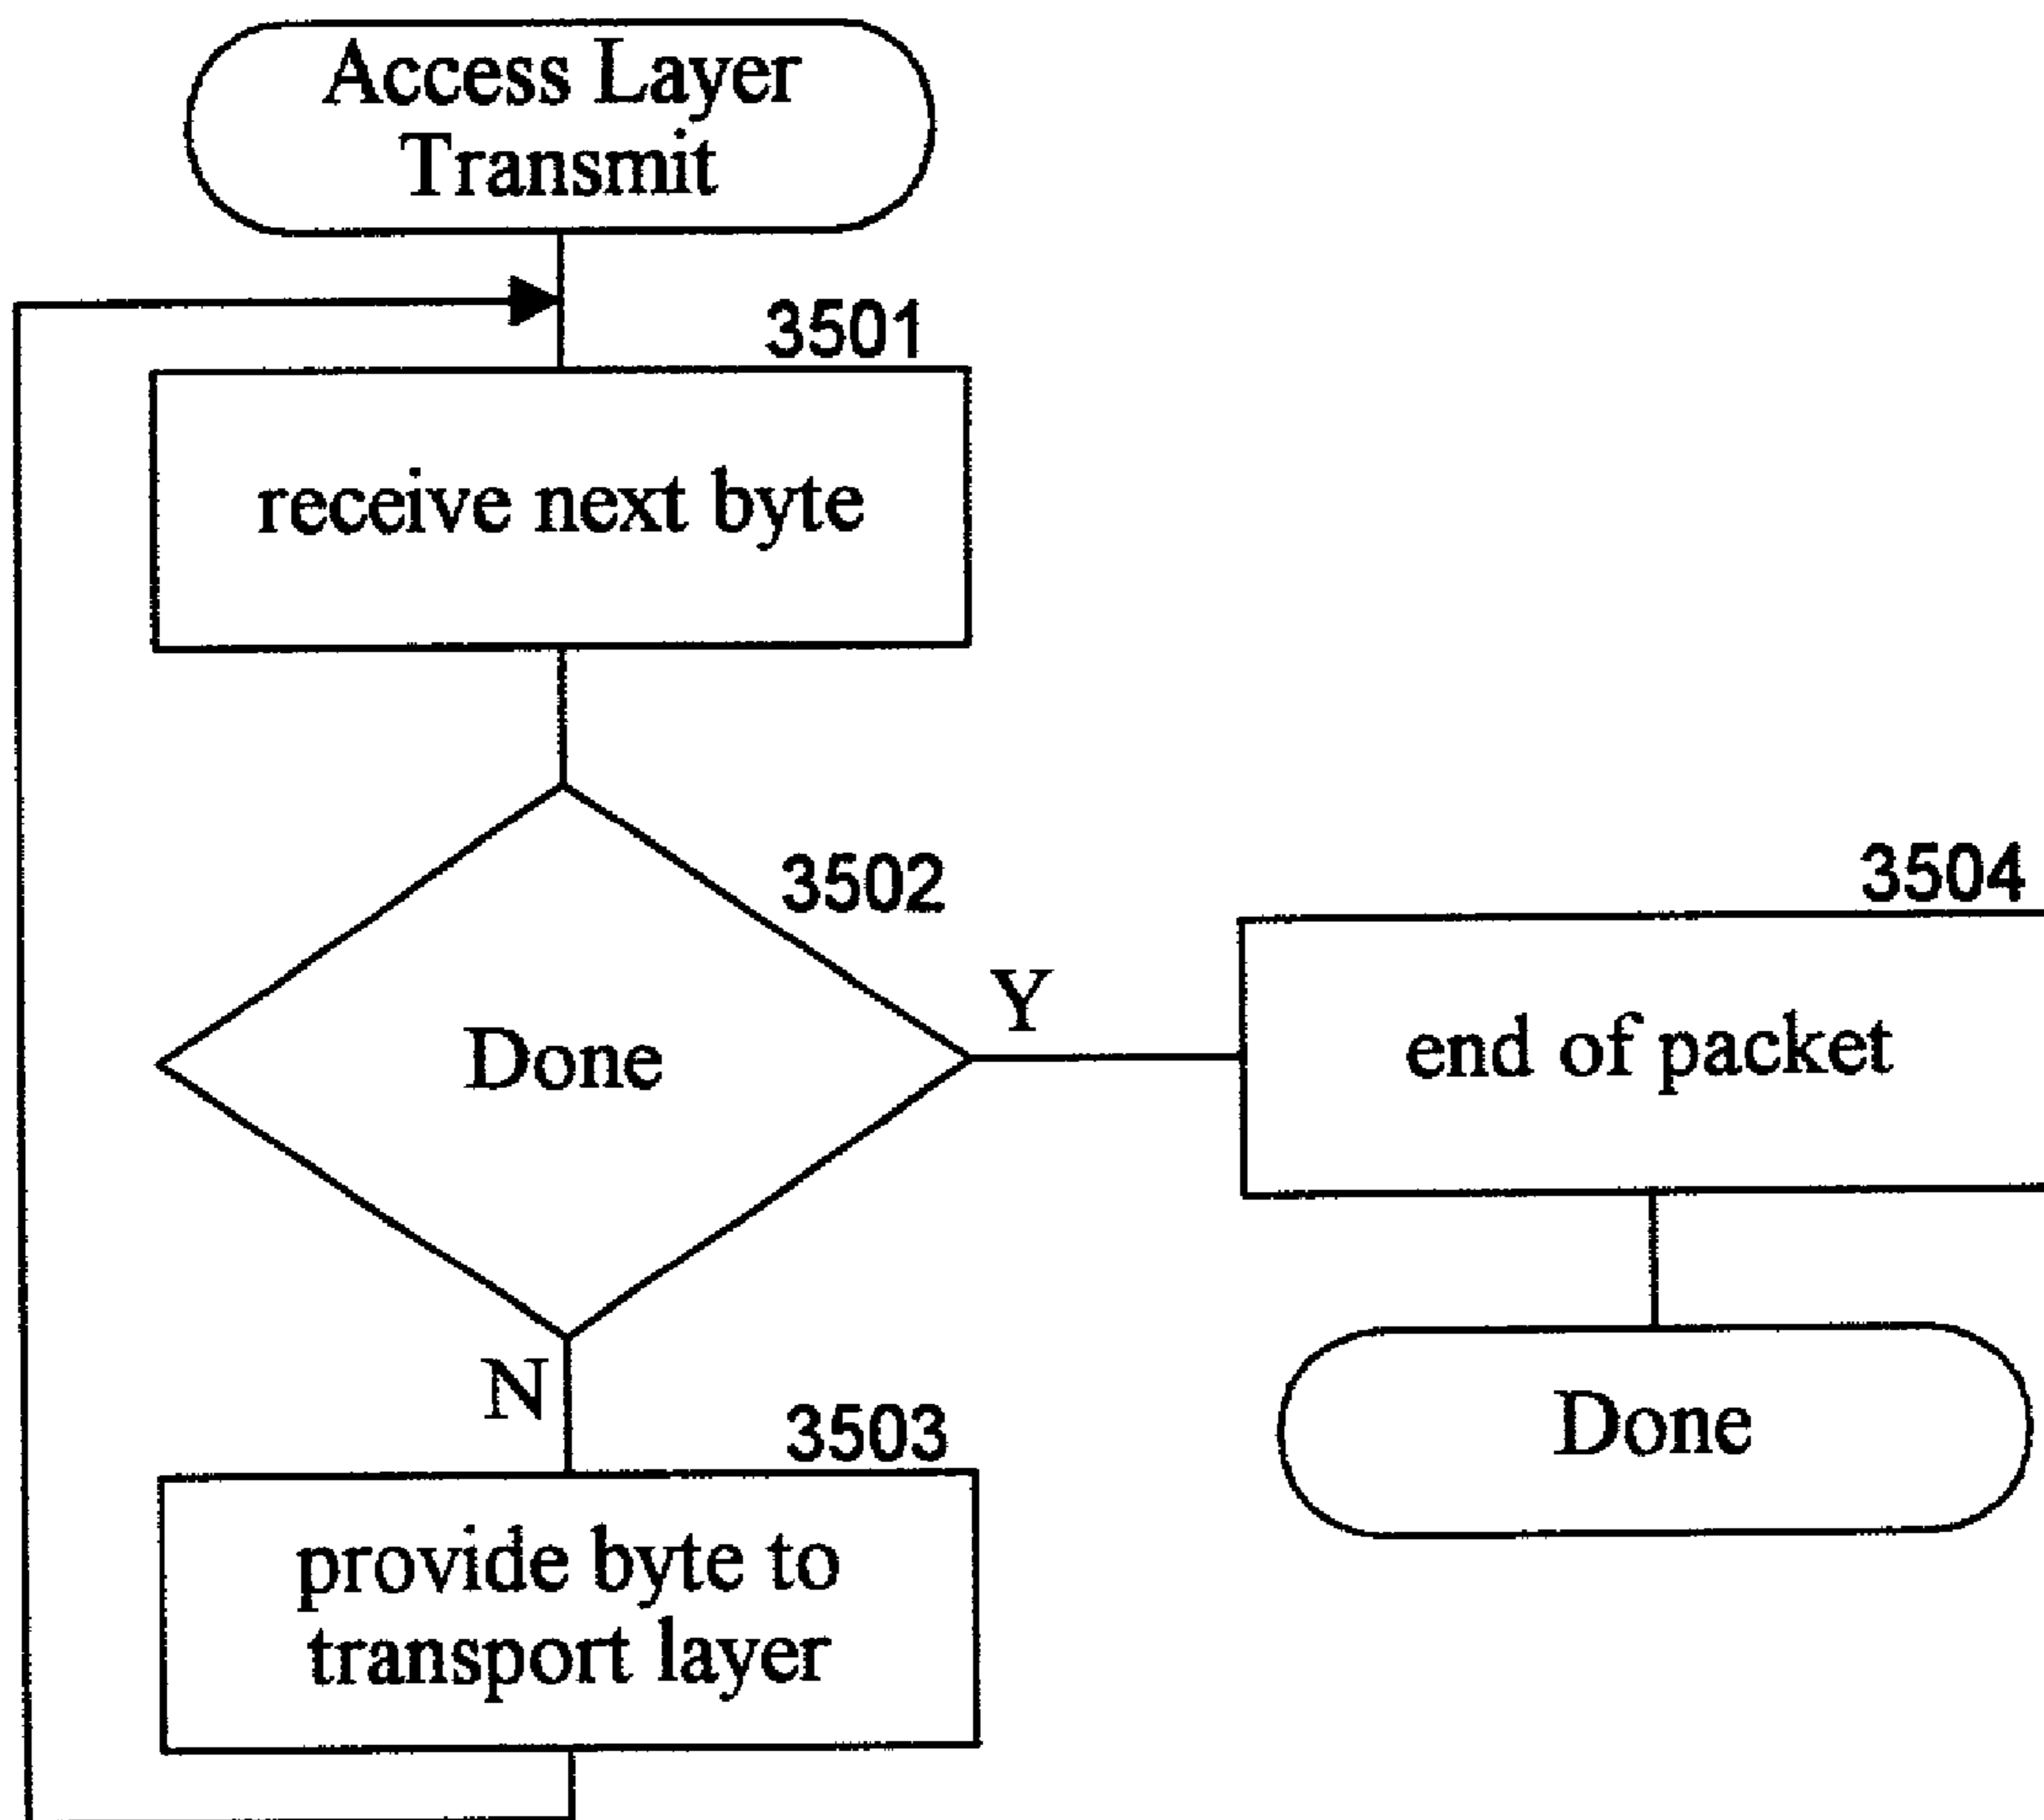 Access Layer
Transmit
3501
receive next byte
3502
Done
Y
3504
end of packet
Done
N
3503
provide byte to
transport layer